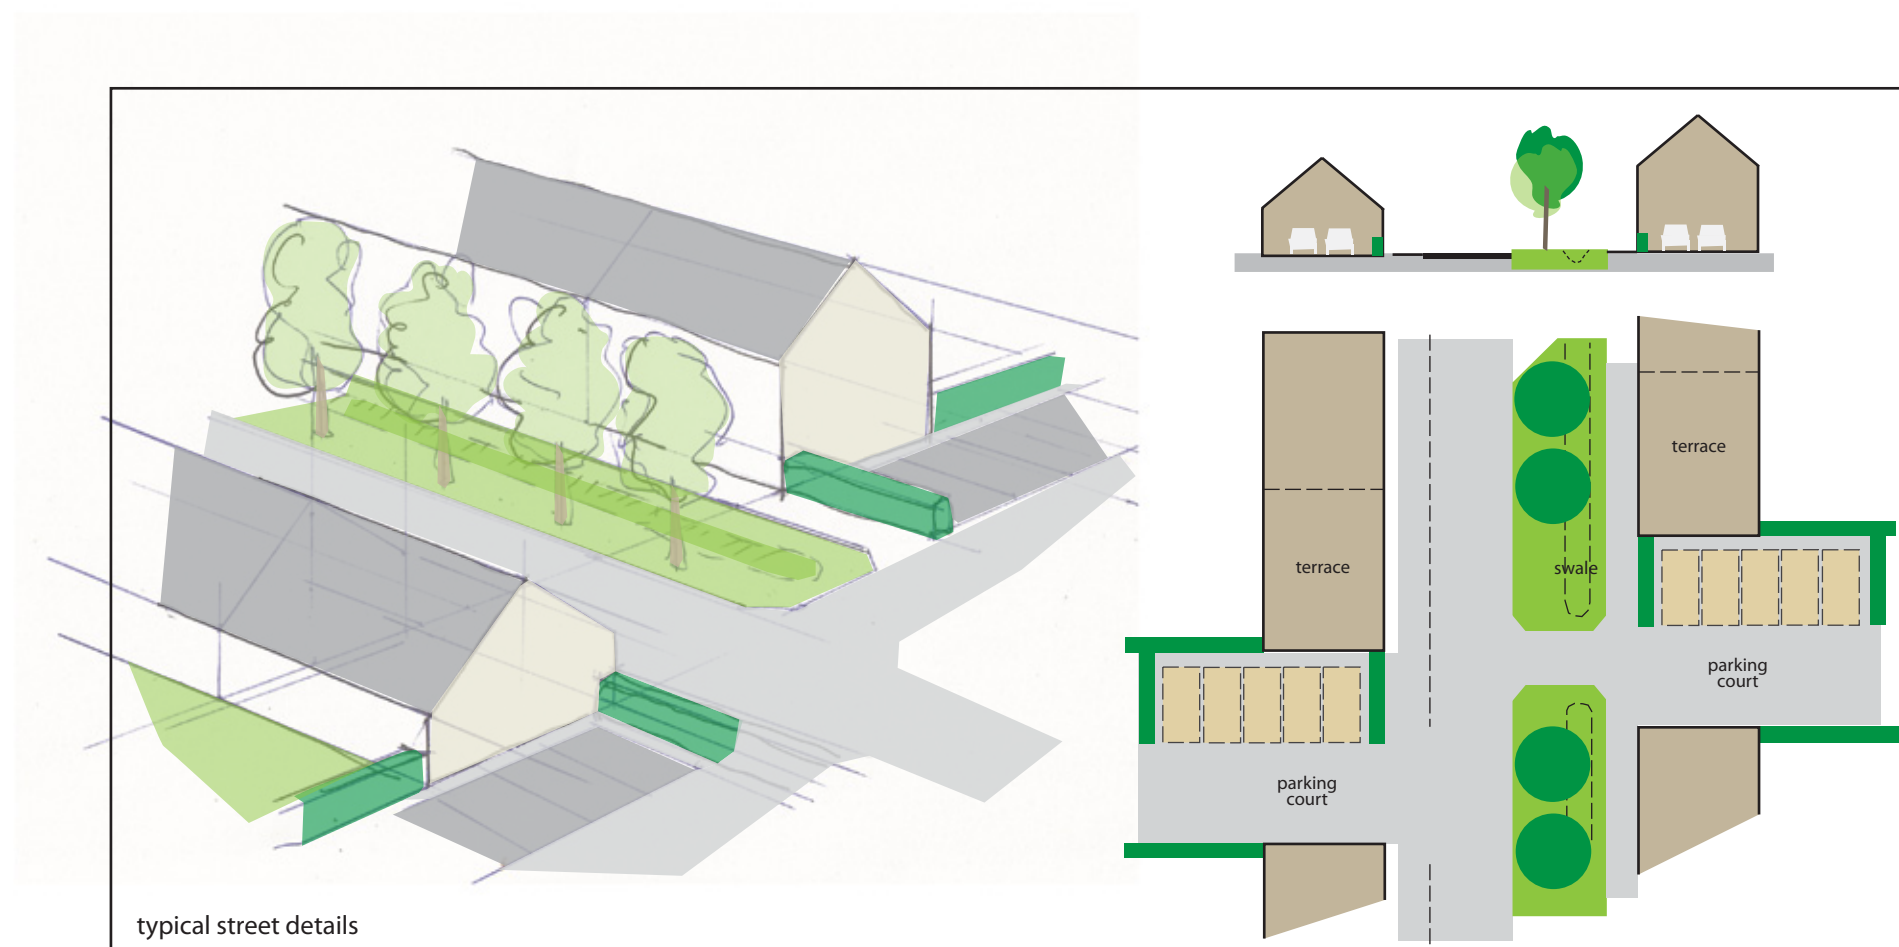 terrace
terrace
swale
parking
court
parking
court
typical street details